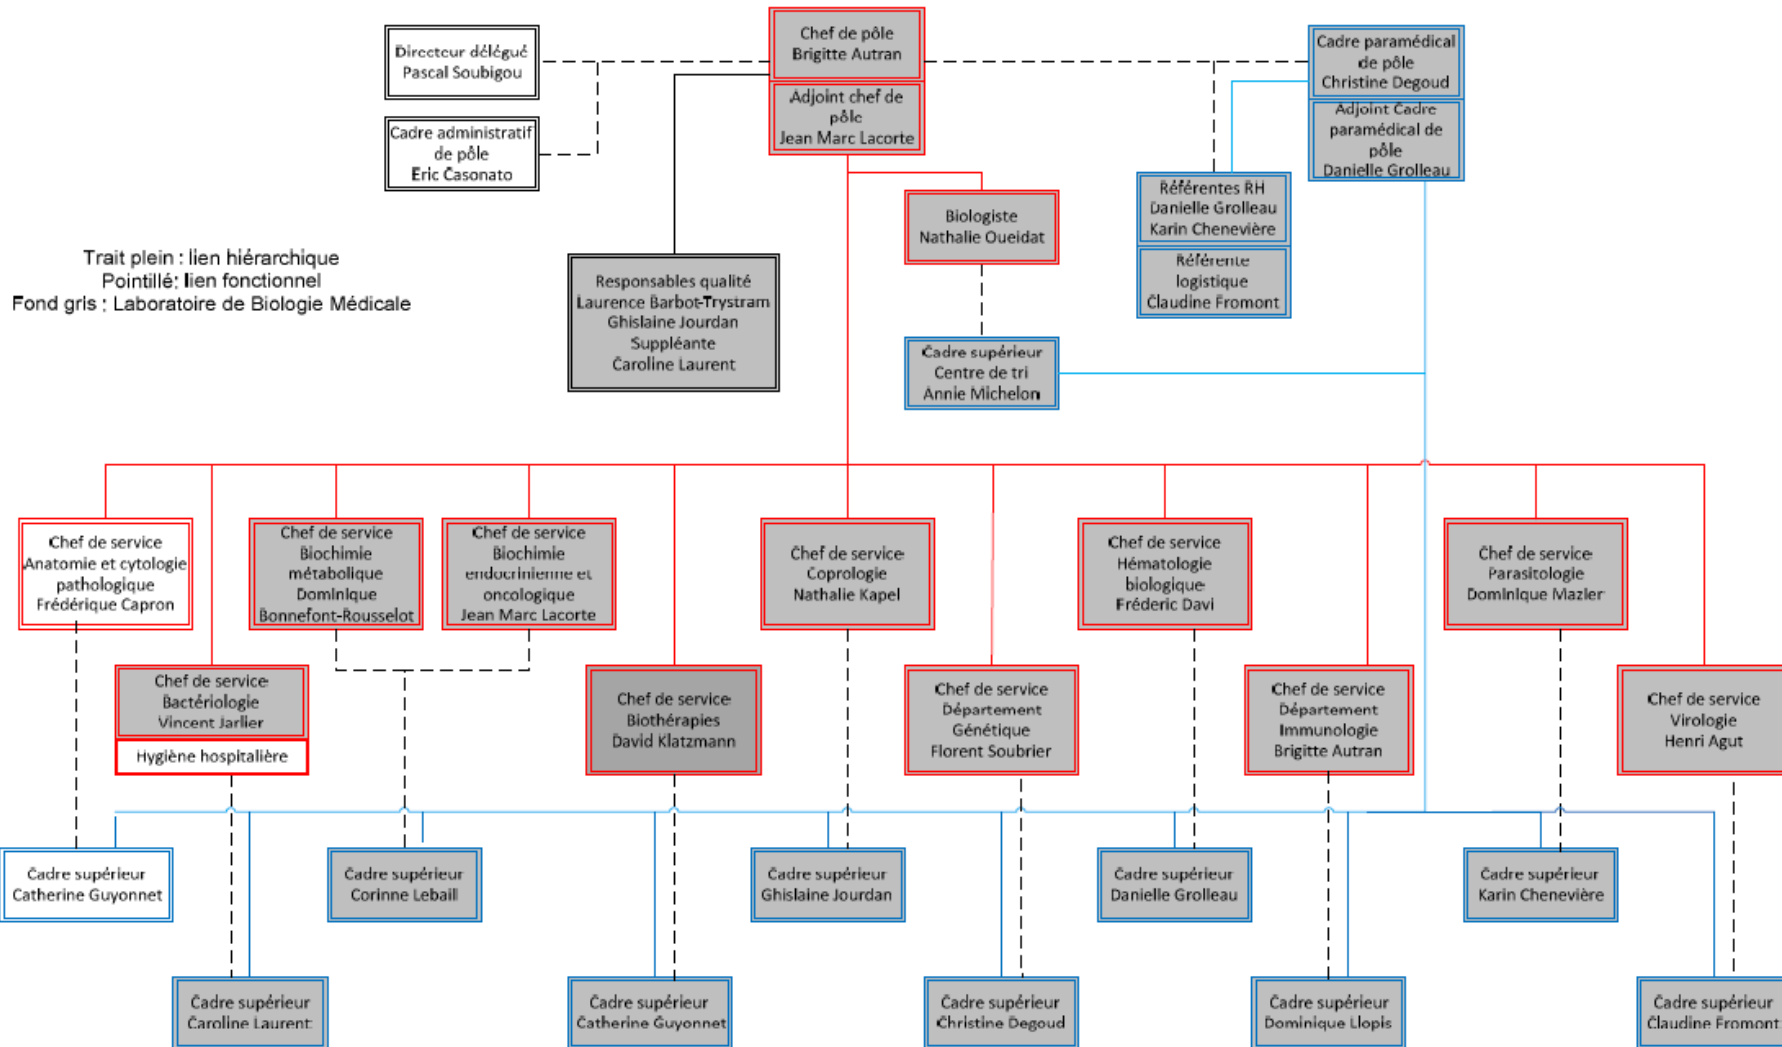 Directeur délégué
Pascal Soubigou
Cadre administratif
de pôle
Eric Casonato
Chef de pôle
Brigitte Autran
Adjoint chef de
pôle
Jean Marc Lacorte
Cadre paramédical
de pôle
Christine Degoud
Adjoint Cadre
paramédical de
pôle
Danielle Grolleau
Référentes RH
Danielle Grolleau
Karin Chenevière
Référente
logistique
Claudine Fromont
Biologiste
Nathalie Oueidat
Trait plein : lien hiérarchique
Pointillé: lien fonctionnel
Fond gris : Laboratoire de Biologie Médicale
Responsables qualité
Laurence Barbot-Trystram
Ghislaine Jourdan
Suppléante
Caroline Laurent
Cadre supérieur
Centre de tri
Annie Michelon
Chef de service
Anatomie et cytologie
pathologique
Frédérique Capron
Chef de service
Biochimie
métabolique
Dominique
Bonnefont-Rousselot
Chef de service
Biochimie
endocrinienne et
oncologique
Jean Marc Lacorte
Chef de service
Coprologie
Nathalie Kapel
Chef de service
Hématologie
biologique
Fréderic Davi
Chef de service
Parasitologie
Dominique Mazier
Chef de service
Bactériologie
Vincent Jarlier
Hygiène hospitalière
Chef de service
Biothérapies
David Klatzmann
Chef de service
Département
Génétique
Florent Soubrier
Chef de service
Département
Immunologie
Brigitte Autran
Chef de service
Virologie
Henri Agut
Cadre supérieur
Catherine Guyonnet
Cadre supérieur
Corinne Lebail
Cadre supérieur
Ghislaine Jourdan
Cadre supérieur
Danielle Grolleau
Cadre supérieur
Karin Chenevière
Cadre supérieur
Caroline Laurent
Cadre supérieur
Catherine Guyonnet
Cadre supérieur
Christine Degoud
Cadre supérieur
Dominique Llopis
Cadre supérieur
Claudine Fromont